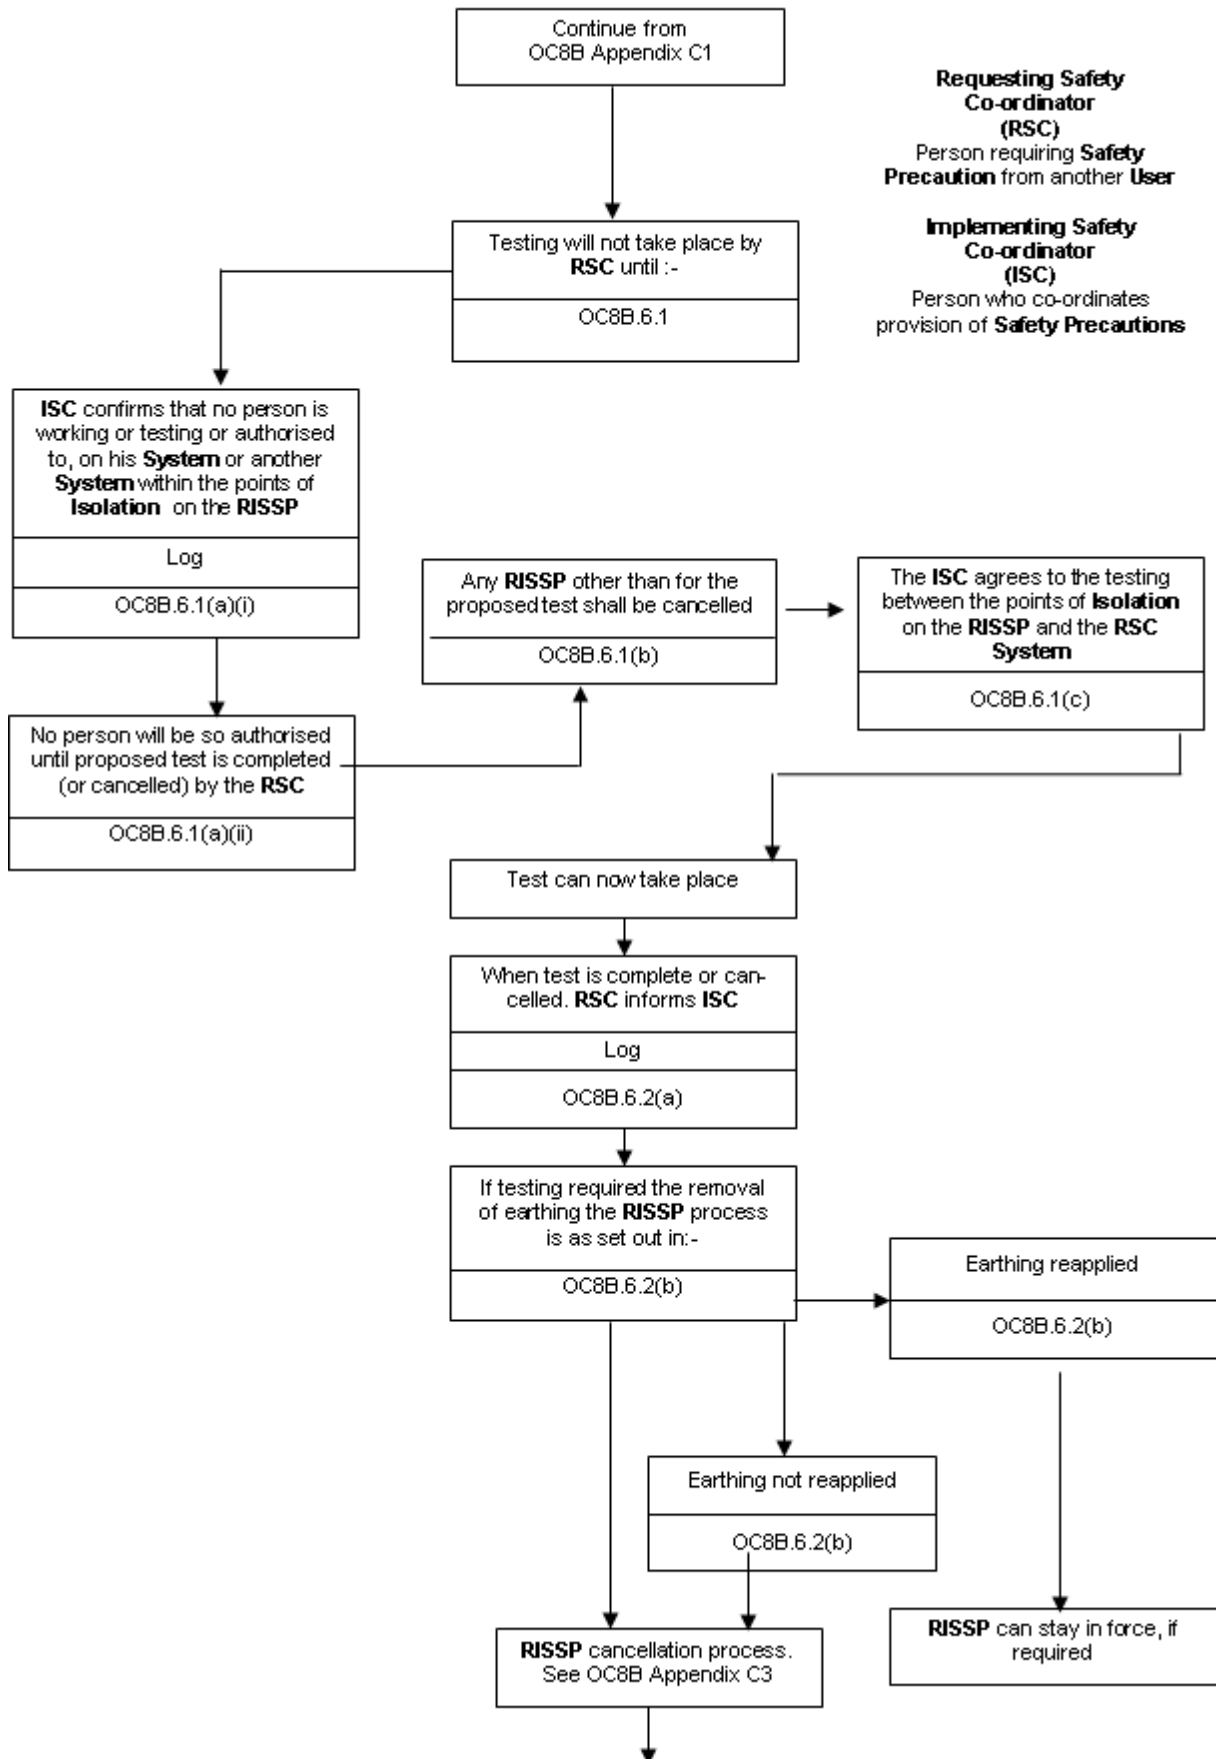 Continue from
OC8B Appendix C1
Requesting Safety
Co-ordinator
(RSC)
Person requiring Safety
Precaution from another User
Implementing Safety
Co-ordinator
(ISC)
Person who co-ordinates
provision of Safety Precautions
Testing will not take place by
RSC until :-
OC8B.6.1
ISC confirms that no person is
working or testing or authorised
to, on his System or another
System within the points of
Isolation on the RISSP
Log
OC8B.6.1(a)(i)
No person will be so authorised
until proposed test is completed
(or cancelled) by the RSC
OC8B.6.1(a)(ii)
Any RISSP other than for the
proposed test shall be cancelled
OC8B.6.1(b)
The ISC agrees to the testing
between the points of Isolation
on the RISSP and the RSC
System
OC8B.6.1(c)
Test can now take place
When test is complete or can-
celled. RSC informs ISC
Log
OC8B.6.2(a)
If testing required the removal
of earthing the RISSP process
is as set out in:-
OC8B.6.2(b)
Earthing reapplied
OC8B.6.2(b)
Earthing not reapplied
OC8B.6.2(b)
RISSP cancellation process.
See OC8B Appendix C3
RISSP can stay in force, if
required